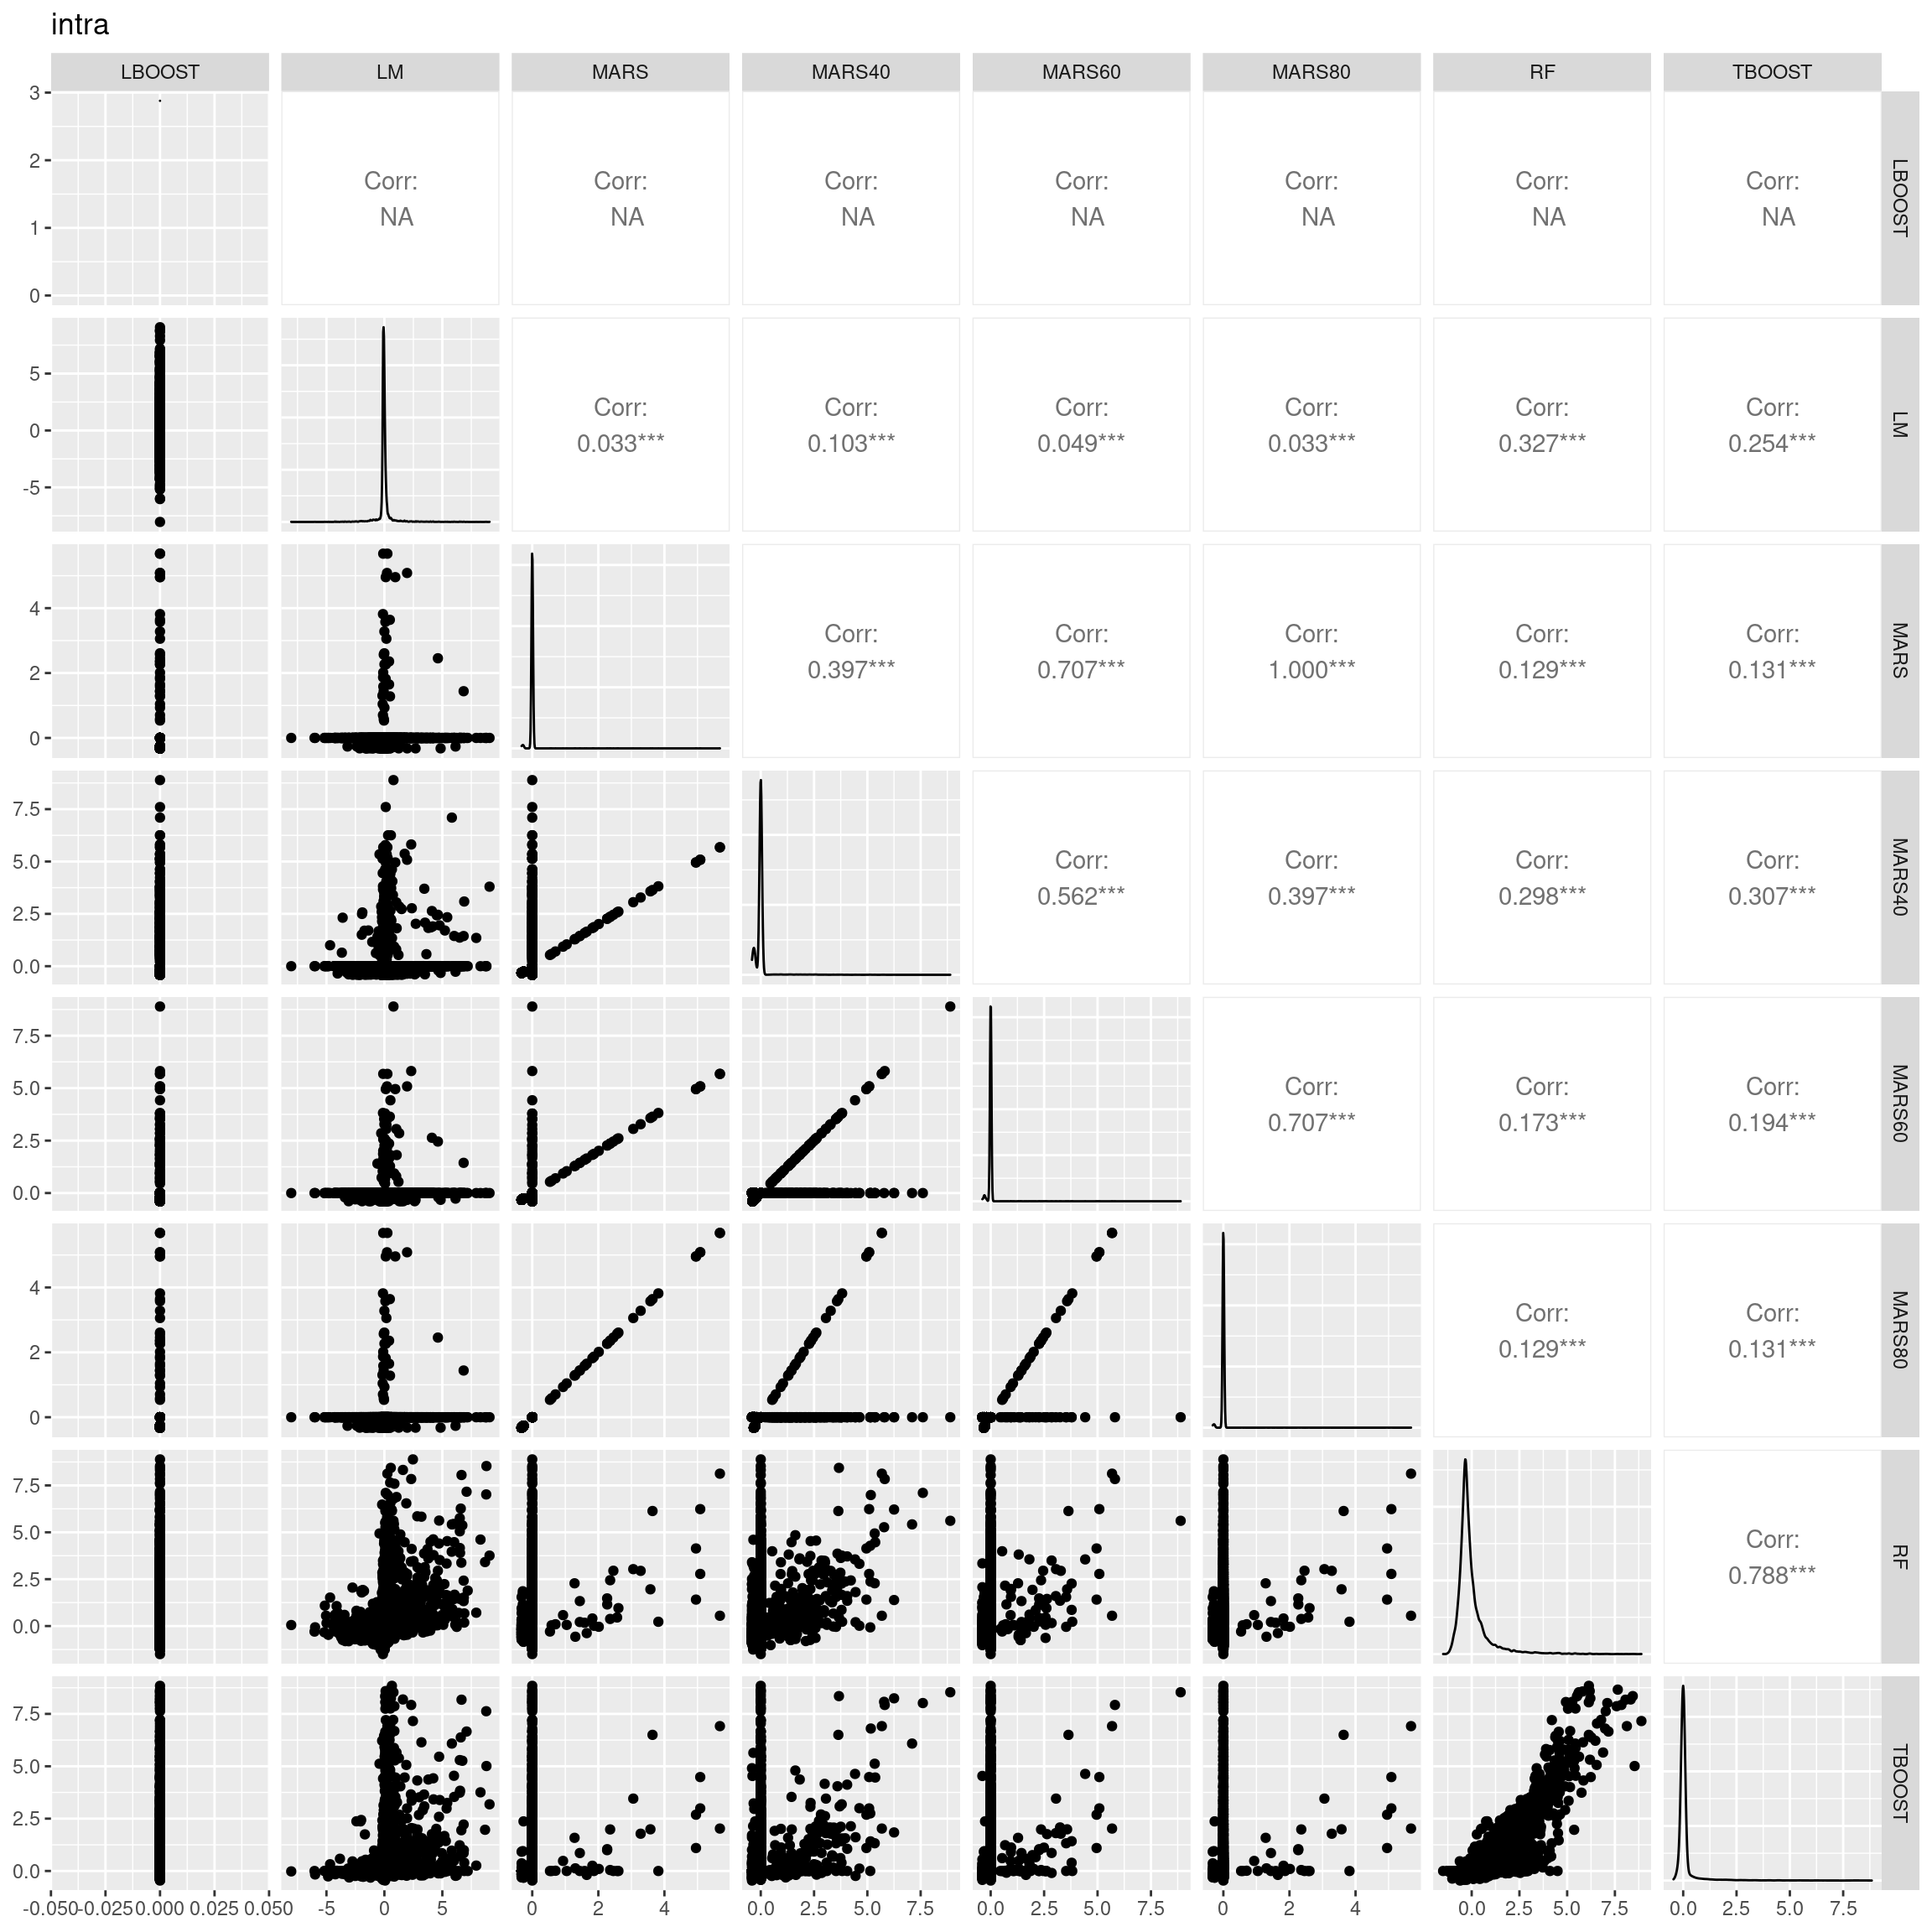 intra
LBOOST LM MARS MARS40 MARS60 MARS80 RF TBOOST
3
2
1
0
Corr: Corr: Corr: Corr: Corr: Corr: Corr:
NA NA NA NA NA NA NA
LBOOST
5
0
-5
Corr: Corr: Corr: Corr: Corr: Corr:
0.033*** 0.103*** 0.049*** 0.033*** 0.327*** 0.254***
LM
4
2
0
Corr: Corr: Corr: Corr: Corr:
0.397*** 0.707*** 1.000*** 0.129*** 0.131***
MARS
7.5
5.0
2.5
0.0
Corr: Corr: Corr: Corr:
0.562*** 0.397*** 0.298*** 0.307***
MARS40
7.5
5.0
2.5
0.0
Corr: Corr: Corr:
0.707*** 0.173*** 0.194***
MARS60
4
2
0
Corr: Corr:
0.129*** 0.131***
MARS80
7.5
5.0
2.5
0.0
Corr:
0.788***
RF
7.5
5.0
2.5
0.0
TBOOST
-0.050 -0.025 0.000 0.025 0.050 -5 0 5 0 2 4 0.0 2.5 5.0 7.5 0.0 2.5 5.0 7.5 0 2 4 0.0 2.5 5.0 7.5 0.0 2.5 5.0 7.5